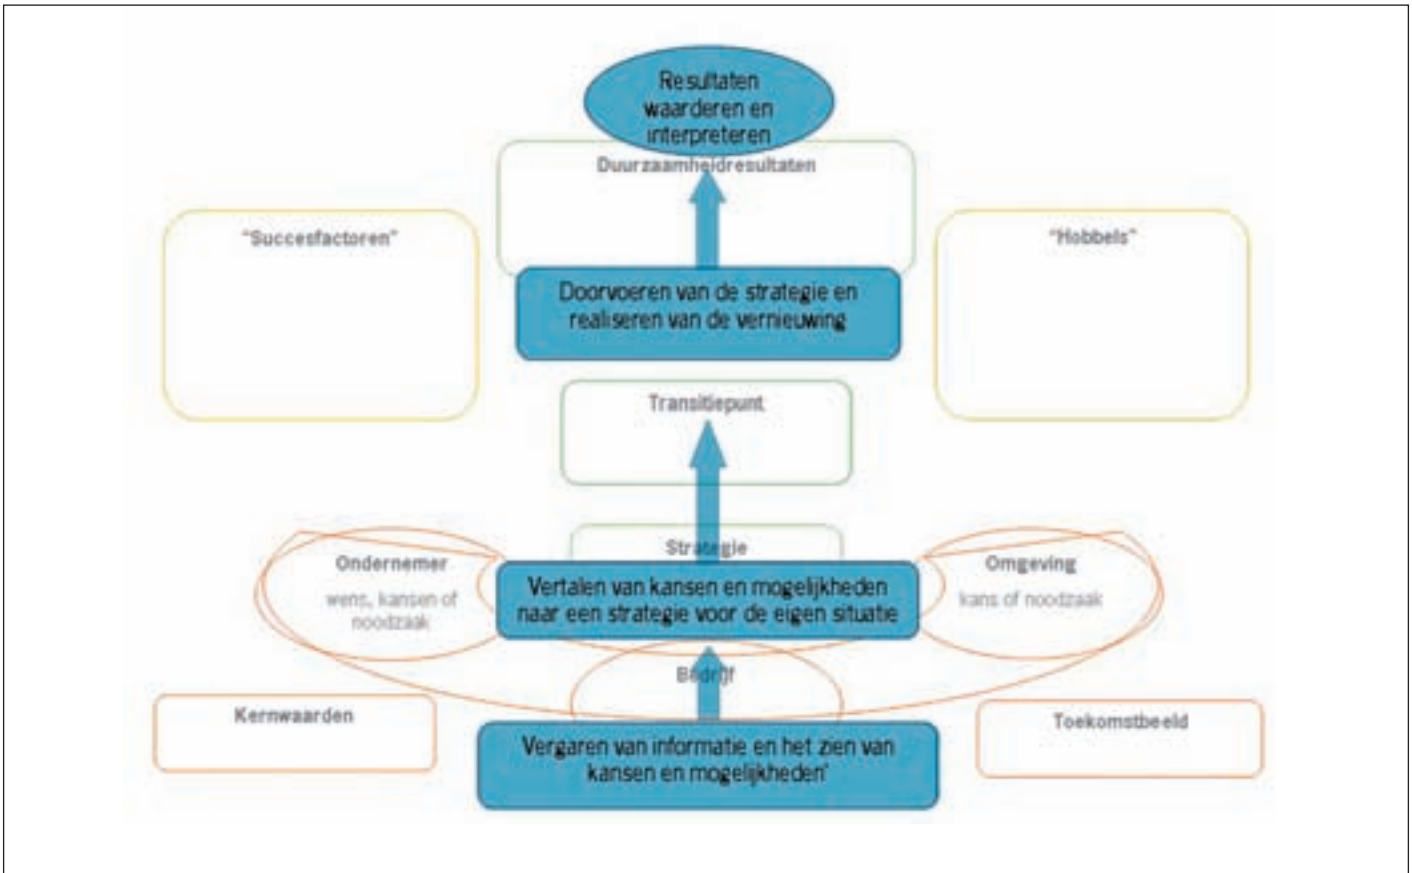 Resultaten
waarderen en
interpreteren
Duurzaamheidresultaten
"Succesfactoren"
"Hobbels"
Doorvoeren van de strategie en
realiseren van de vernieuwing
Transitiepunt
Strategie
Ondernemer
wens, kansen of
noodzaak
Omgeving
kans of noodzaak
Vertalen van kansen en mogelijkheden
naar een strategie voor de eigen situatie
Bedrijf
Kernwaarden
Toekomstbeeld
Vergaren van informatie en het zien van
kansen en mogelijkheden'